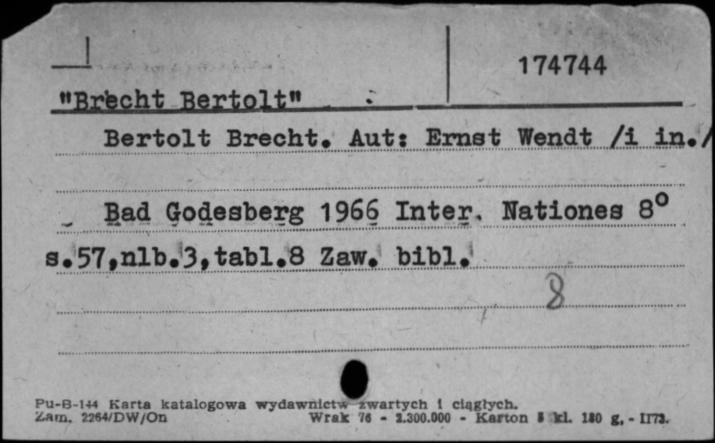 174744
"Brecht Bertolt"
Bertolt Brecht. Aut: Ernst Wendt /i in./
Bad Godesberg 1966 Inter. Nationes 8°
s.57,nlb.3,tabl.8 Zaw. bibl.
8
Pu-B-144 Karta katalogowa wydawnictw zwartych i ciągłych.
Zam. 2264/DW/On Wrak 76 - 2.300.000 - Karton kl. 180 g. - II73.